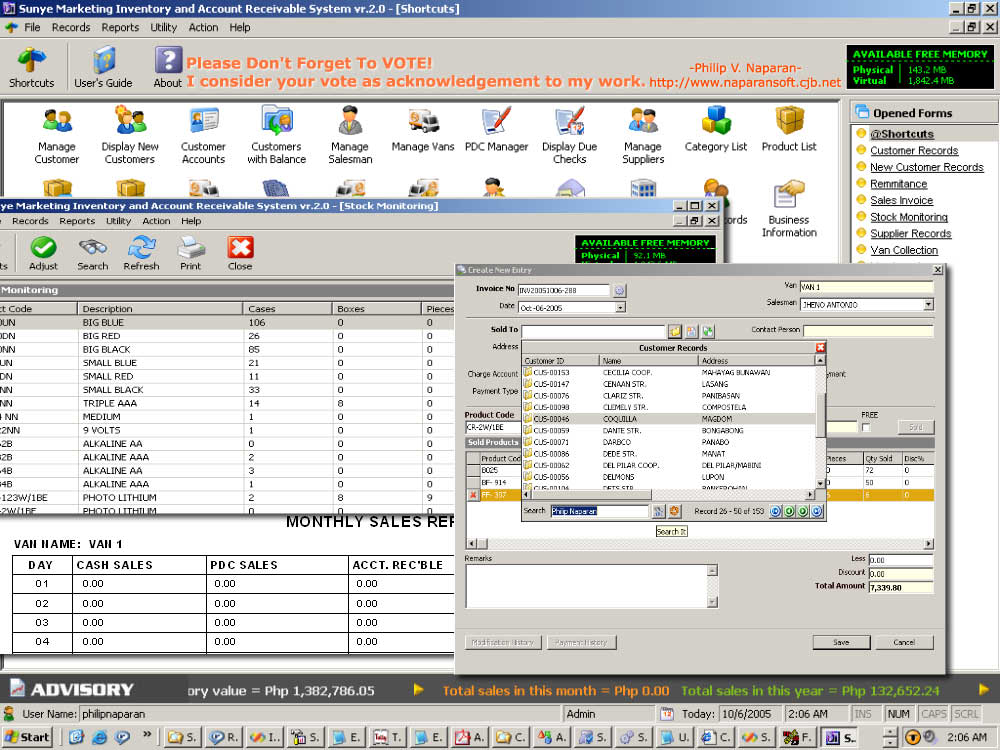 Sunye Marketing Inventory and Account Receivable System vr.2.0 - [Shortcuts]
File Records Reports Utility Action Help
Shortcuts User's Guide About
Please Don't Forget To VOTE!
I consider your vote as acknowledgement to my work.
-Philip V. Naparan-
http://www.naparansoft.cjb.net
AVAILABLE FREE MEMORY
Physical 143.2 MB
Virtual 1,842.4 MB
Manage Customer
Display New Customers
Customer Accounts
Customers with Balance
Manage Salesman
Manage Vans
PDC Manager
Display Due Checks
Manage Suppliers
Category List
Product List
ords
Business Information
Opened Forms
@Shortcuts
Customer Records
New Customer Records
Remmitance
Sales Invoice
Stock Monitoring
Supplier Records
Van Collection
ye Marketing Inventory and Account Receivable System vr.2.0 - [Stock Monitoring]
Records Reports Utility Action Help
ts Adjust Search Refresh Print Close
AVAILABLE FREE MEMORY
Physical 92.1 MB
Monitoring
ct Code Description Cases Boxes Pieces
0UN BIG BLUE 106 0 0
0DN BIG RED 26 0 0
0NN BIG BLACK 85 0 0
UN SMALL BLUE 21 0 0
DN SMALL RED 11 0 0
NN SMALL BLACK 33 0 0
NN TRIPLE AAA 14 8 0
4 NN MEDIUM 1 0 0
22NN 9 VOLTS 1 0 0
62B ALKALINE AA 0 0 0
32B ALKALINE AAA 2 0 0
64B ALKALINE AA 3 0 0
34B ALKALINE AAA 1 0 0
-123W/1BE PHOTO LITHIUM 2 8 9
-2W/1BE PHOTO LITHIUM 0 0 0
MONTHLY SALES REP
VAN NAME: VAN 1
DAY CASH SALES PDC SALES ACCT. REC'BLE
01 0.00 0.00 0.00
02 0.00 0.00 0.00
03 0.00 0.00 0.00
04 0.00 0.00 0.00
Create New Entry
Invoice No INV20051006-288
Date Oct-06-2005
Van VAN 1
Salesman JHENO ANTONIO
Sold To
Contact Person
Address
Charge Account
Payment Type
yment
Customer Records
Customer ID Name Address
CUS-00153 CECILIA COOP. MAHAYAG BUNAWAN
CUS-00147 CENAAN STR. LASANG
CUS-00076 CLARIZ STR. PANIBASAN
CUS-00098 CLEMELY STR. COMPOSTELA
CUS-00046 COQUILLA MAGDOM
CUS-00059 DANTE STR. BONGABONG
CUS-00071 DARBCO PANABO
CUS-00086 DEDE STR. MANAT
CUS-00062 DEL PILAR COOP. DEL PILAR/MABINI
CUS-00056 DELMONS LUPON
CUS-00104 DETS STR.
Search Philip Naparan Record 26 - 50 of 153
Search It
Product Code
CR-2W/1BE
FREE
Sold
Sold Products
Product Cod Pieces Qty Sold Disc%
B025 0 72 0
BF- 914 0 50 0
FF- 307 6 0
Remarks
Less 0.00
Discount 0.00
Total Amount 7,339.80
Modification History Payment History Save Cancel
ADVISORY ory value = Php 1,382,786.05 Total sales in this month = Php 0.00 Total sales in this year = Php 132,652.24
User Name: philipnaparan Admin Today: 10/6/2005 2:06 AM INS NUM CAPS SCRL
Start » S. R. I.. S. E. T. E. A. C. A. S. S. U. C. S. F. S. 2:06 AM